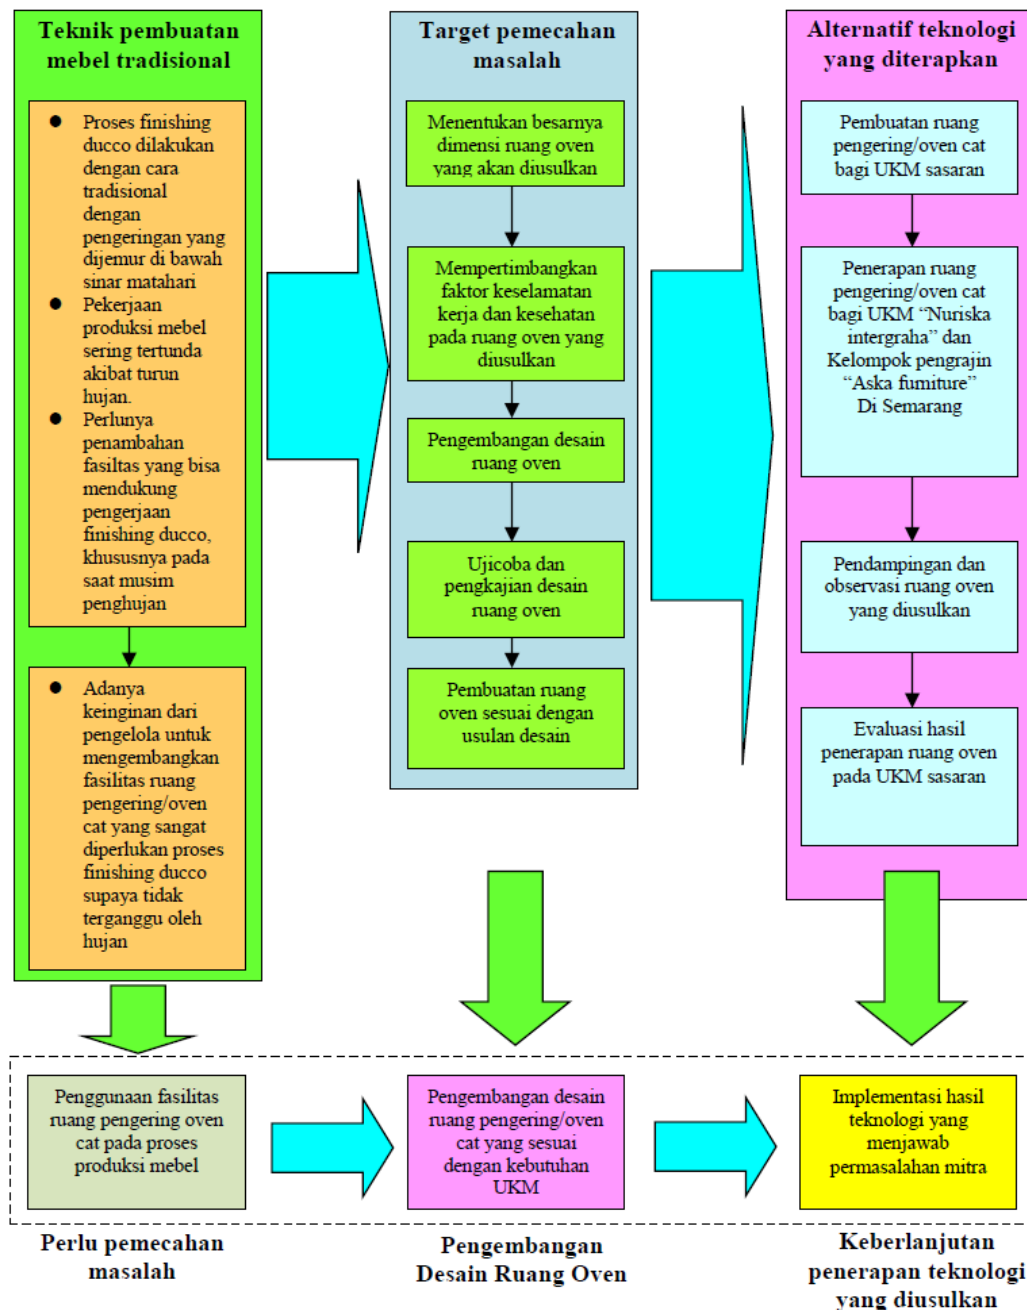 Teknik pembuatan
mebel tradisional
● Proses finishing
ducco dilakukan
dengan cara
tradisional
dengan
pengeringan yang
dijemur di bawah
sinar matahari
● Pekerjaan
produksi mebel
sering tertunda
akibat turun
hujan.
● Perlunya
penambahan
fasiltas yang bisa
mendukung
pengerjaan
finishing ducco,
khususnya pada
saat musim
penghujan
● Adanya
keinginan dari
pengelola untuk
mengembangkan
fasilitas ruang
pengering/oven
cat yang sangat
diperlukan proses
finishing ducco
supaya tidak
terganggu oleh
hujan
Target pemecahan
masalah
Menentukan besarnya
dimensi ruang oven
yang akan diusulkan
Mempertimbangkan
faktor keselamatan
kerja dan kesehatan
pada ruang oven yang
diusulkan
Pengembangan desain
ruang oven
Ujicoba dan
pengkajian desain
ruang oven
Pembuatan ruang
oven sesuai dengan
usulan desain
Alternatif teknologi
yang diterapkan
Pembuatan ruang
pengering/oven cat
bagi UKM sasaran
Penerapan ruang
pengering/oven cat
bagi UKM “Nuriska
intergraha” dan
Kelompok pengrajin
“Aska furniture”
Di Semarang
Pendampingan dan
observasi ruang oven
yang diusulkan
Evaluasi hasil
penerapan ruang oven
pada UKM sasaran
Penggunaan fasilitas
ruang pengering oven
cat pada proses
produksi mebel
Pengembangan desain
ruang pengering/oven
cat yang sesuai
dengan kebutuhan
UKM
Implementasi hasil
teknologi yang
menjawab
permasalahan mitra
Perlu pemecahan
masalah
Pengembangan
Desain Ruang Oven
Keberlanjutan
penerapan teknologi
yang diusulkan